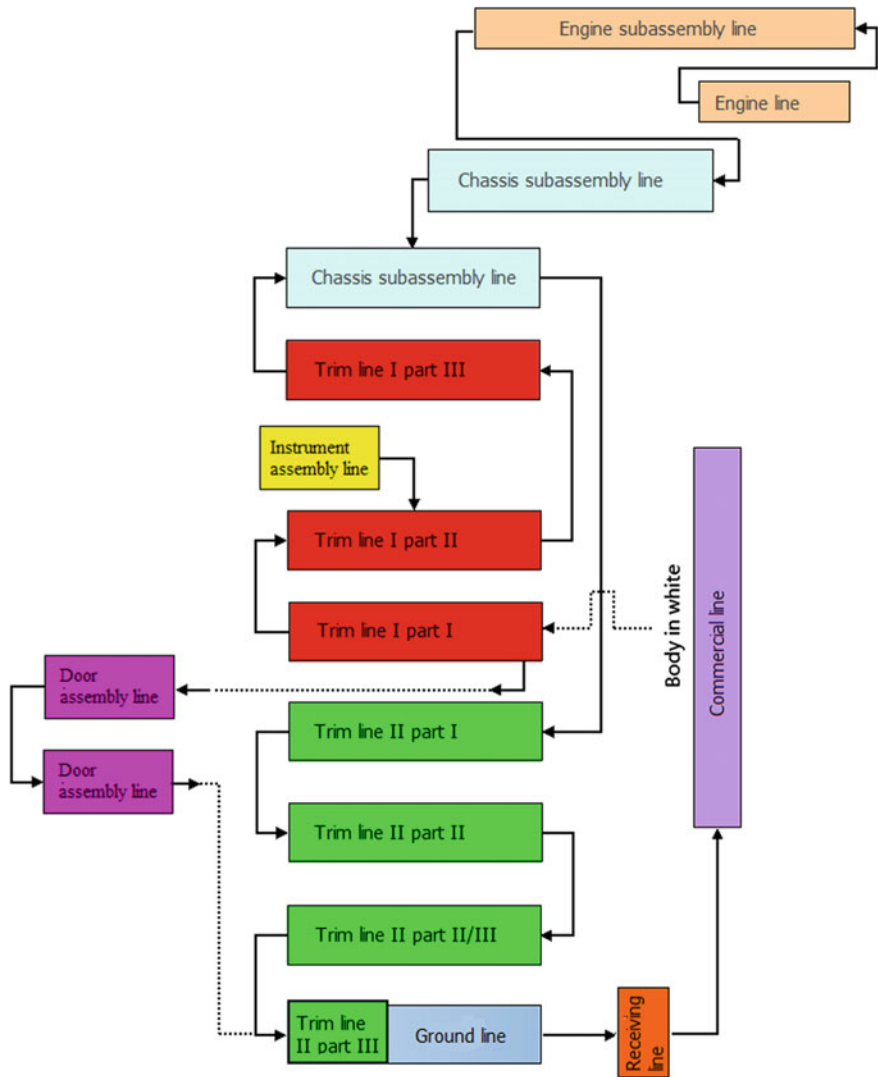 Engine subassembly line
Engine line
Chassis subassembly line
Chassis subassembly line
Trim line I part III
Instrument
assembly line
Trim line I part II
Trim line I part I
Body in white
Commercial line
Door
assembly line
Trim line II part I
Door
assembly line
Trim line II part II
Trim line II part II/III
Trim line
II part III
Ground line
Receiving
line